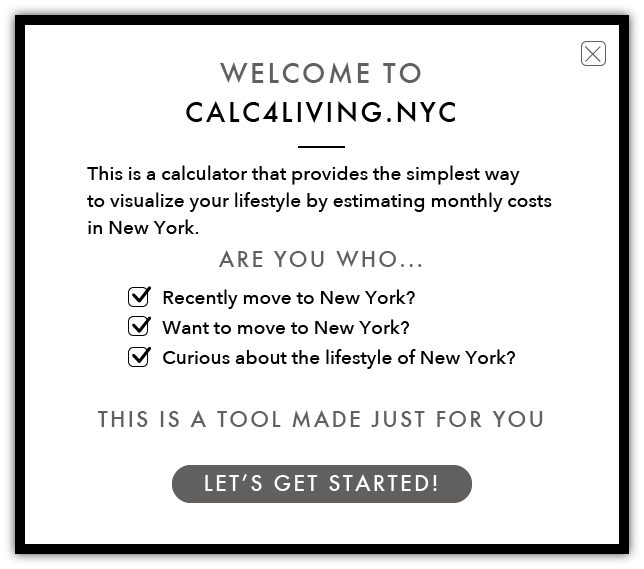 WELCOME TO
CALC4LIVING.NYC
This is a calculator that provides the simplest way
to visualize your lifestyle by estimating monthly costs
in New York.
ARE YOU WHO...
Recently move to New York?
Want to move to New York?
Curious about the lifestyle of New York?
THIS IS A TOOL MADE JUST FOR YOU
LET’S GET STARTED!